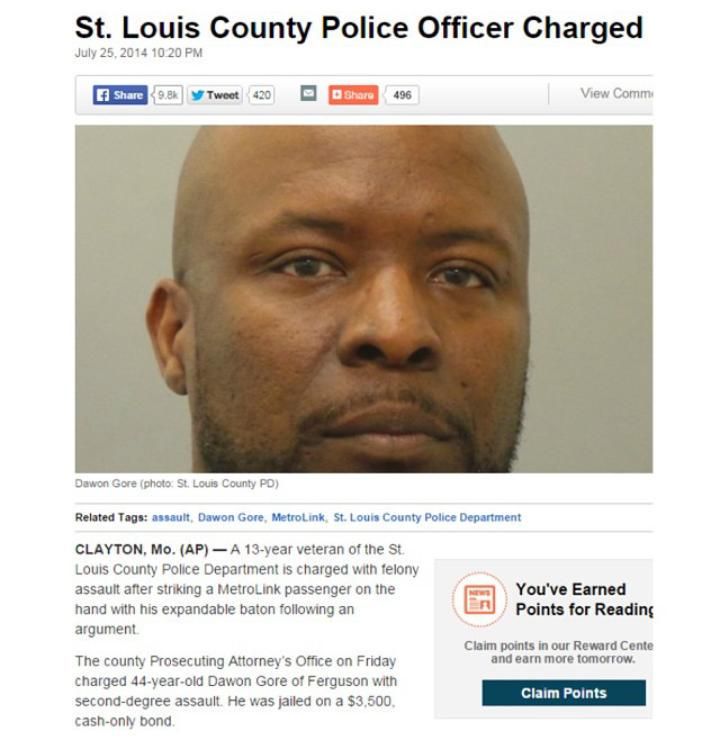 St. Louis County Police Officer Charged
July 25, 2014 10:20 PM
Share 9.8k Tweet 420 Share 496 View Comm
Dawon Gore (photo: St. Louis County PD)
Related Tags: assault, Dawon Gore, MetroLink, St. Louis County Police Department
CLAYTON, Mo. (AP) — A 13-year veteran of the St.
Louis County Police Department is charged with felony
assault after striking a MetroLink passenger on the
hand with his expandable baton following an
argument.
The county Prosecuting Attorney's Office on Friday
charged 44-year-old Dawon Gore of Ferguson with
second-degree assault. He was jailed on a $3,500,
cash-only bond.
NEWS
You've Earned
Points for Reading
Claim points in our Reward Cente
and earn more tomorrow.
Claim Points